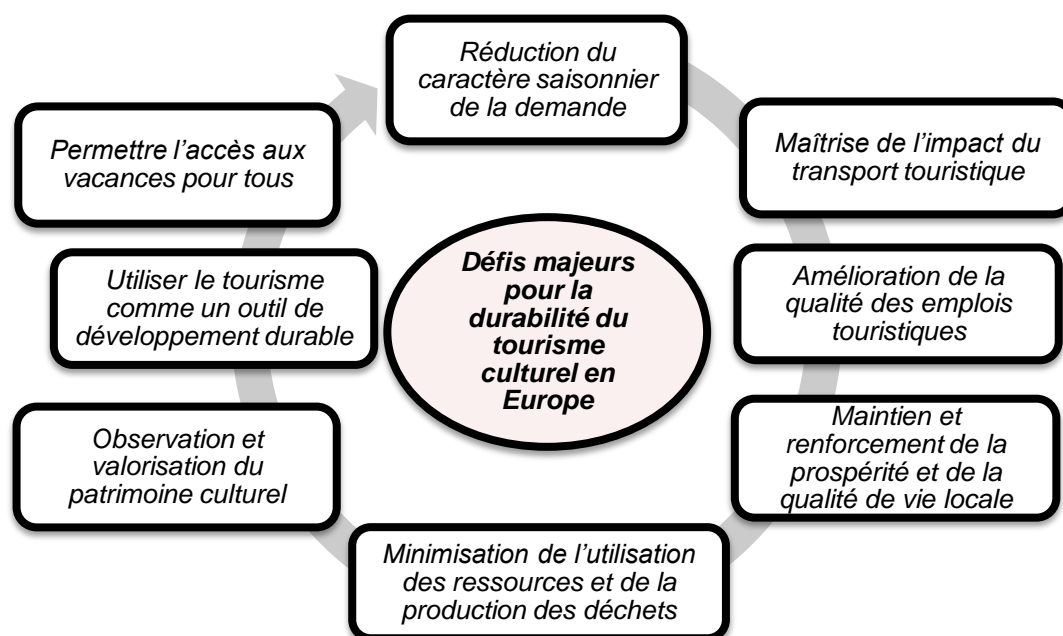 Réduction du
caractère saisonnier
de la demande
Maîtrise de l’impact du
transport touristique
Amélioration de la
qualité des emplois
touristiques
Maintien et
renforcement de la
prospérité et de la
qualité de vie locale
Minimisation de l’utilisation
des ressources et de la
production des déchets
Observation et
valorisation du
patrimoine culturel
Utiliser le tourisme
comme un outil de
développement durable
Permettre l’accès aux
vacances pour tous
Défis majeurs
pour la
durabilité du
tourisme
culturel en
Europe